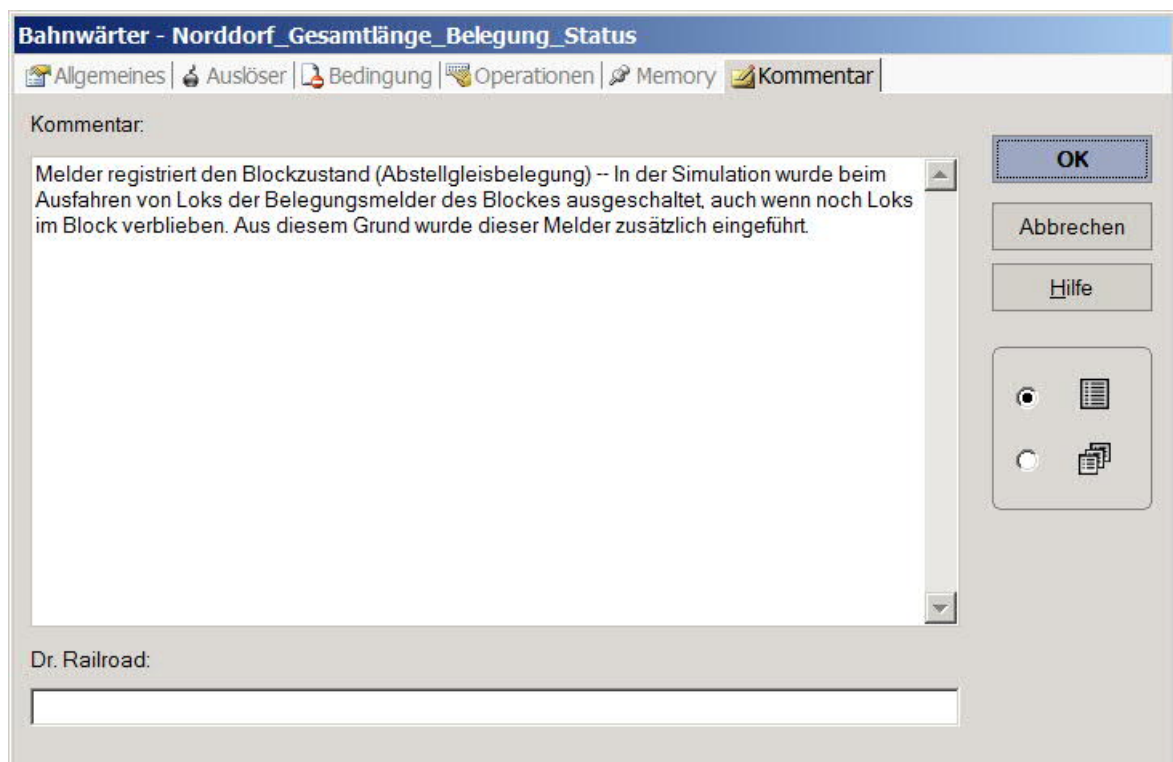 Bahnwärter - Norddorf_Gesamtlänge_Belegung_Status
Allgemeines Auslöser Bedingung Operationen Memory Kommentar
Kommentar:
Melder registriert den Blockzustand (Abstellgleisbelegung) -- In der Simulation wurde beim
Ausfahren von Loks der Belegungsmelder des Blockes ausgeschaltet, auch wenn noch Loks
im Block verblieben. Aus diesem Grund wurde dieser Melder zusätzlich eingeführt.
OK
Abbrechen
Hilfe
Dr. Railroad: